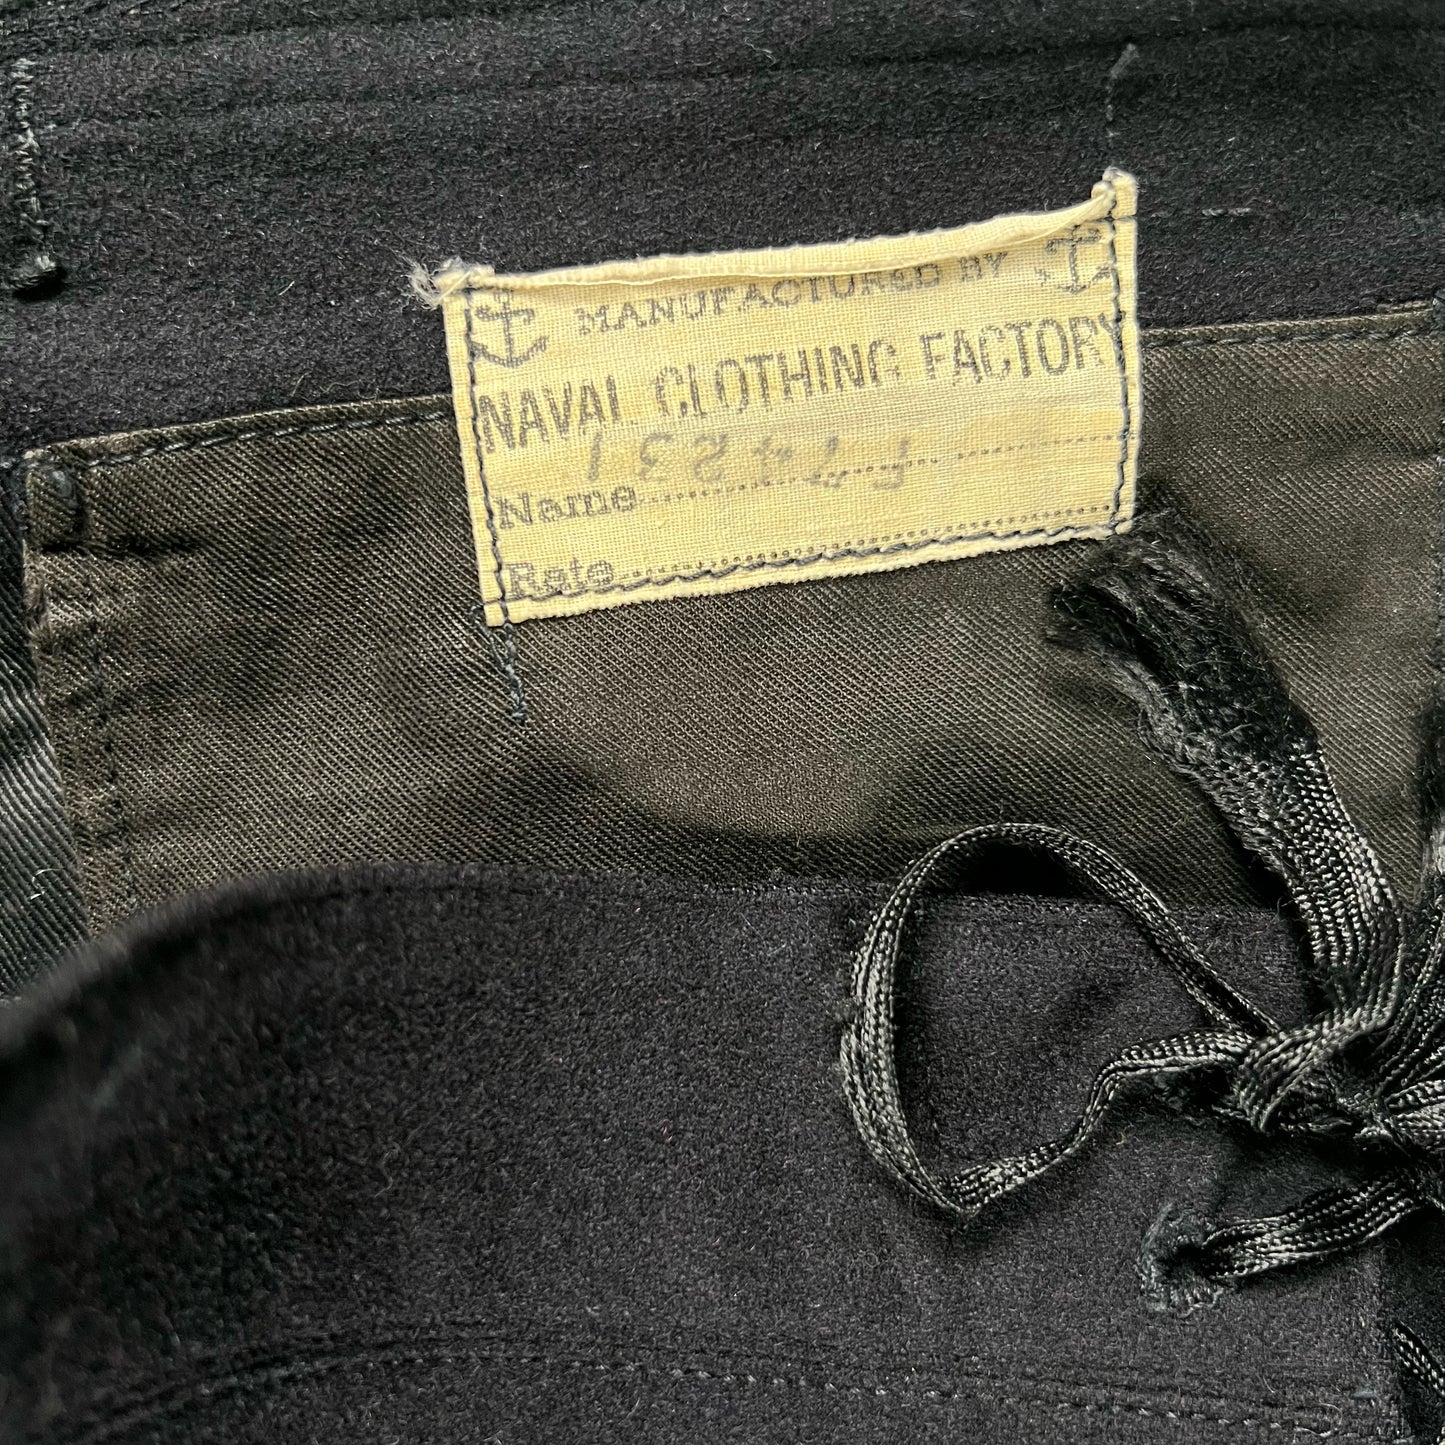 MANUFACTURED BY
NAVAL CLOTHING FACTORY
Name
Rate